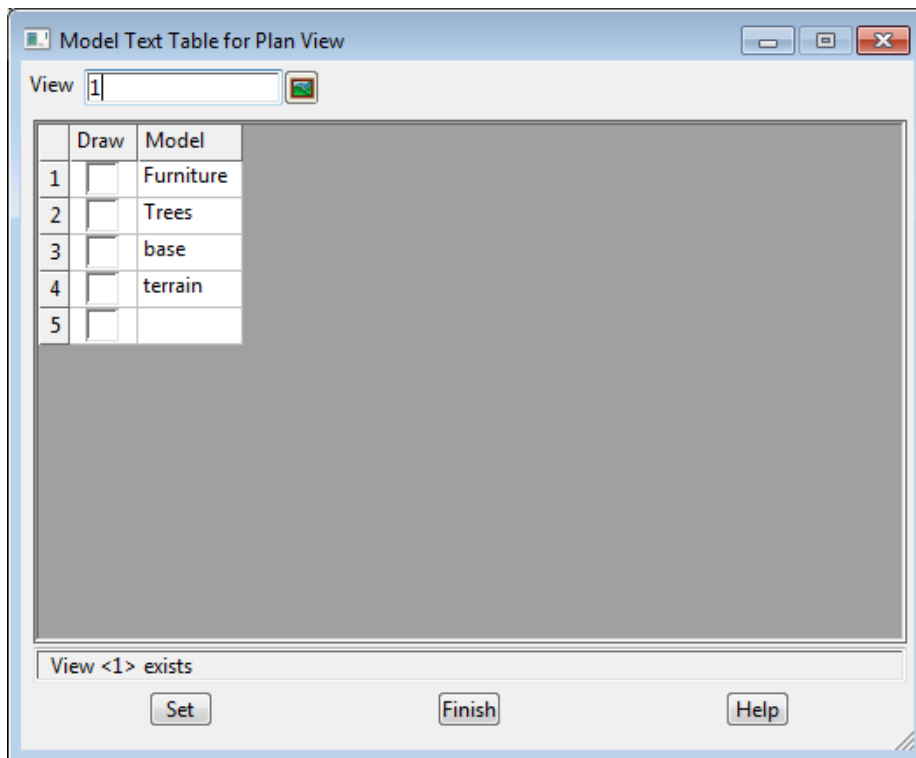 Model Text Table for Plan View
View 1
Draw Model
1 Furniture
2 Trees
3 base
4 terrain
5
View <1> exists
Set Finish Help